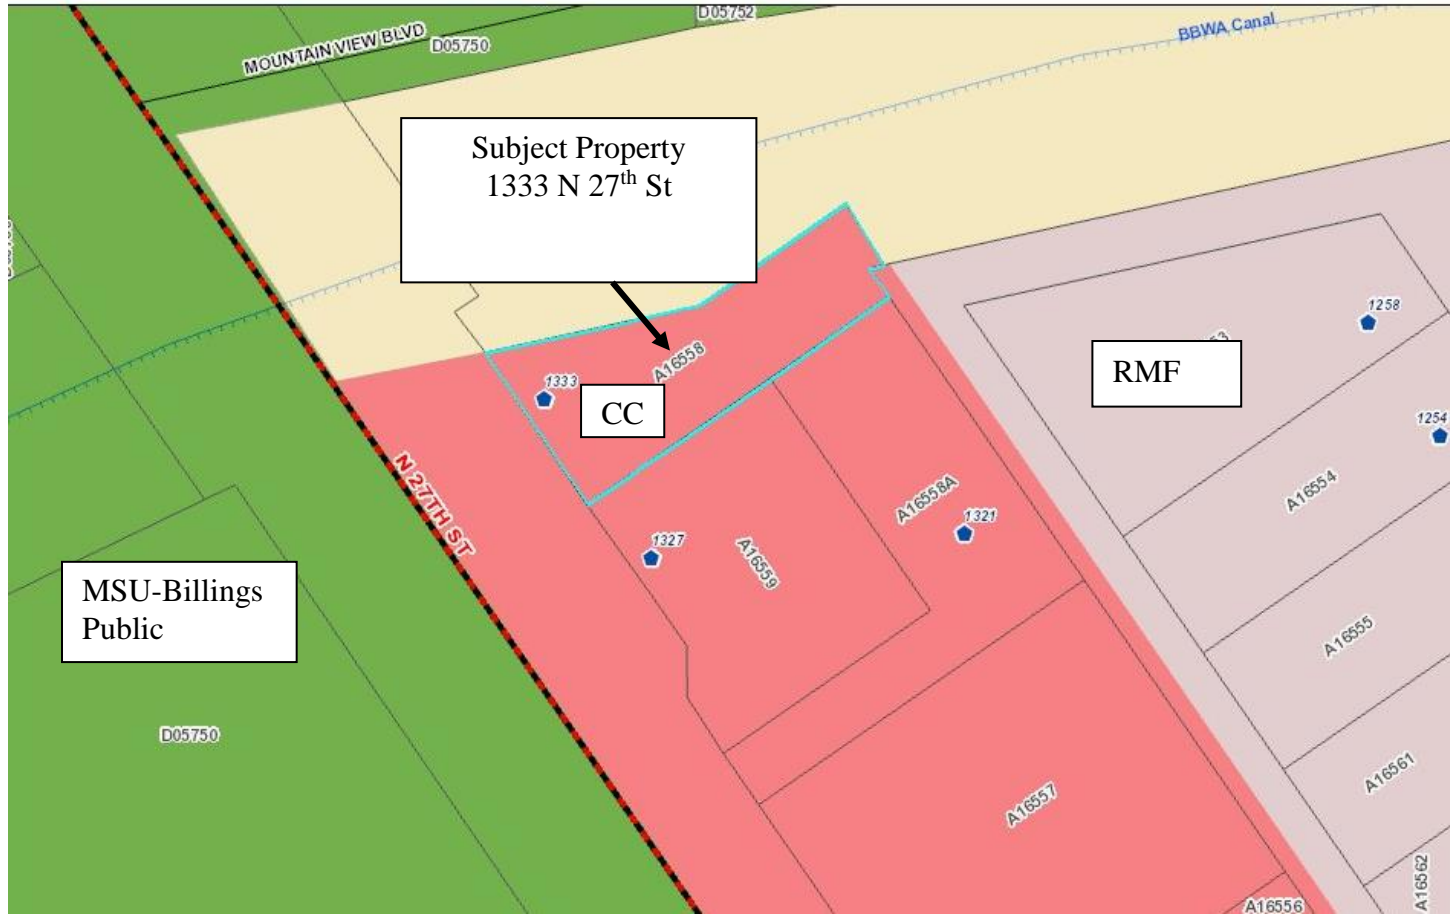 D05752
MOUNTAIN VIEW BLVD
D05750
BBWA Canal
Subject Property
1333 N 27th St
1258
RMF
A16558
1333
CC
1254
N 27TH ST
A16554
A16558A
1321
1327
A16559
MSU-Billings
Public
A16555
D05750
A16561
A16557
A16562
A16556